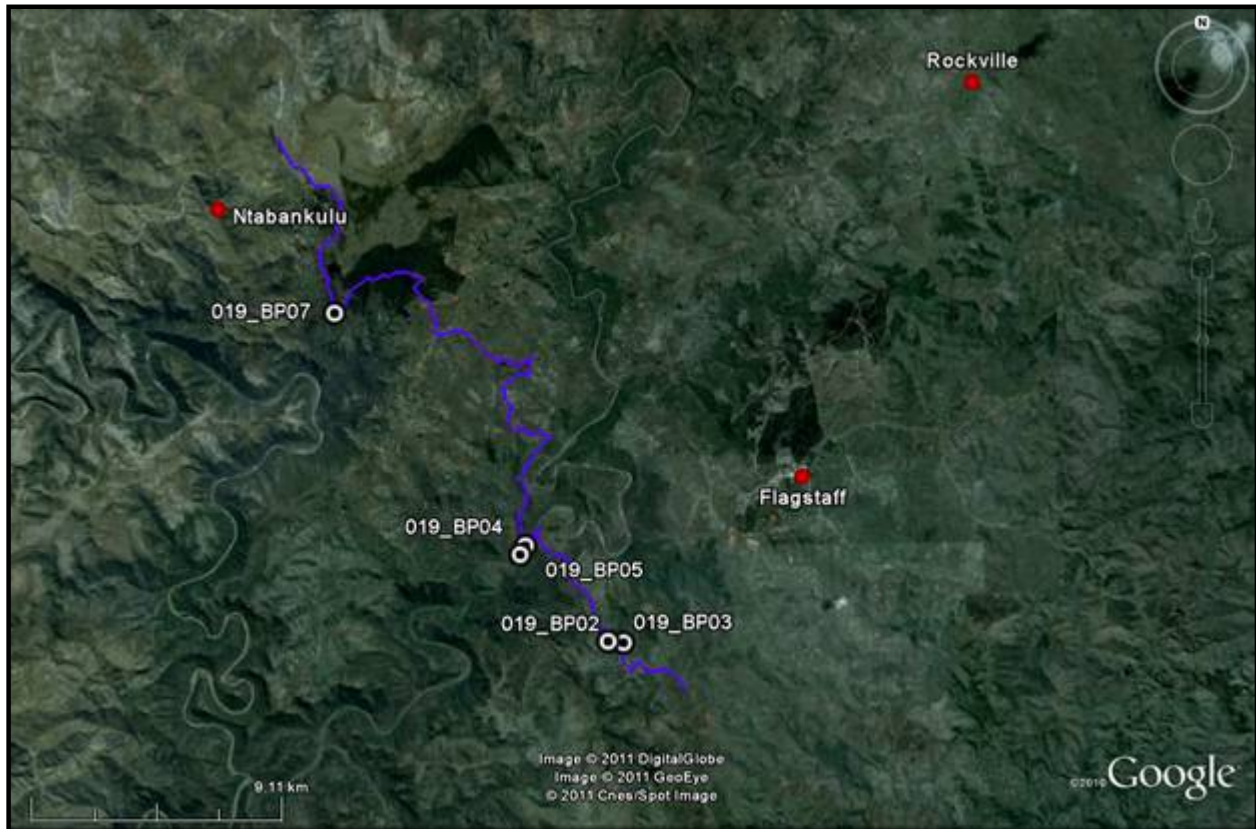 N
Rockville
Ntabankulu
019_BP07
Flagstaff
019_BP04
019_BP05
019_BP02
019_BP03
Image © 2011 DigitalGlobe
Image © 2011 GeoEye
© 2011 Cnes/Spot Image
9.11 km
©2010 Google